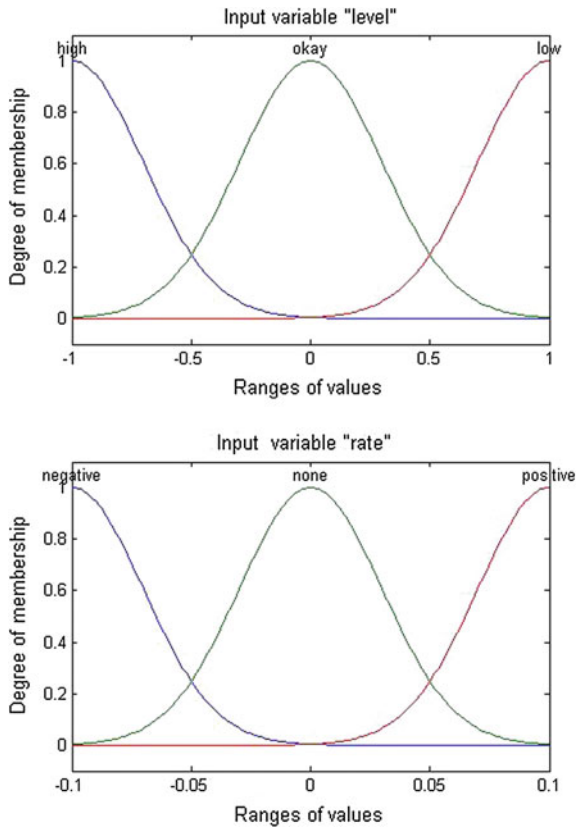 Input variable "level"
high okay low
1
0.8
0.6
0.4
0.2
0
Degree of membership
-1 -0.5 0 0.5 1
Ranges of values
Input variable "rate"
negative none positive
1
0.8
0.6
0.4
0.2
0
Degree of membership
-0.1 -0.05 0 0.05 0.1
Ranges of values